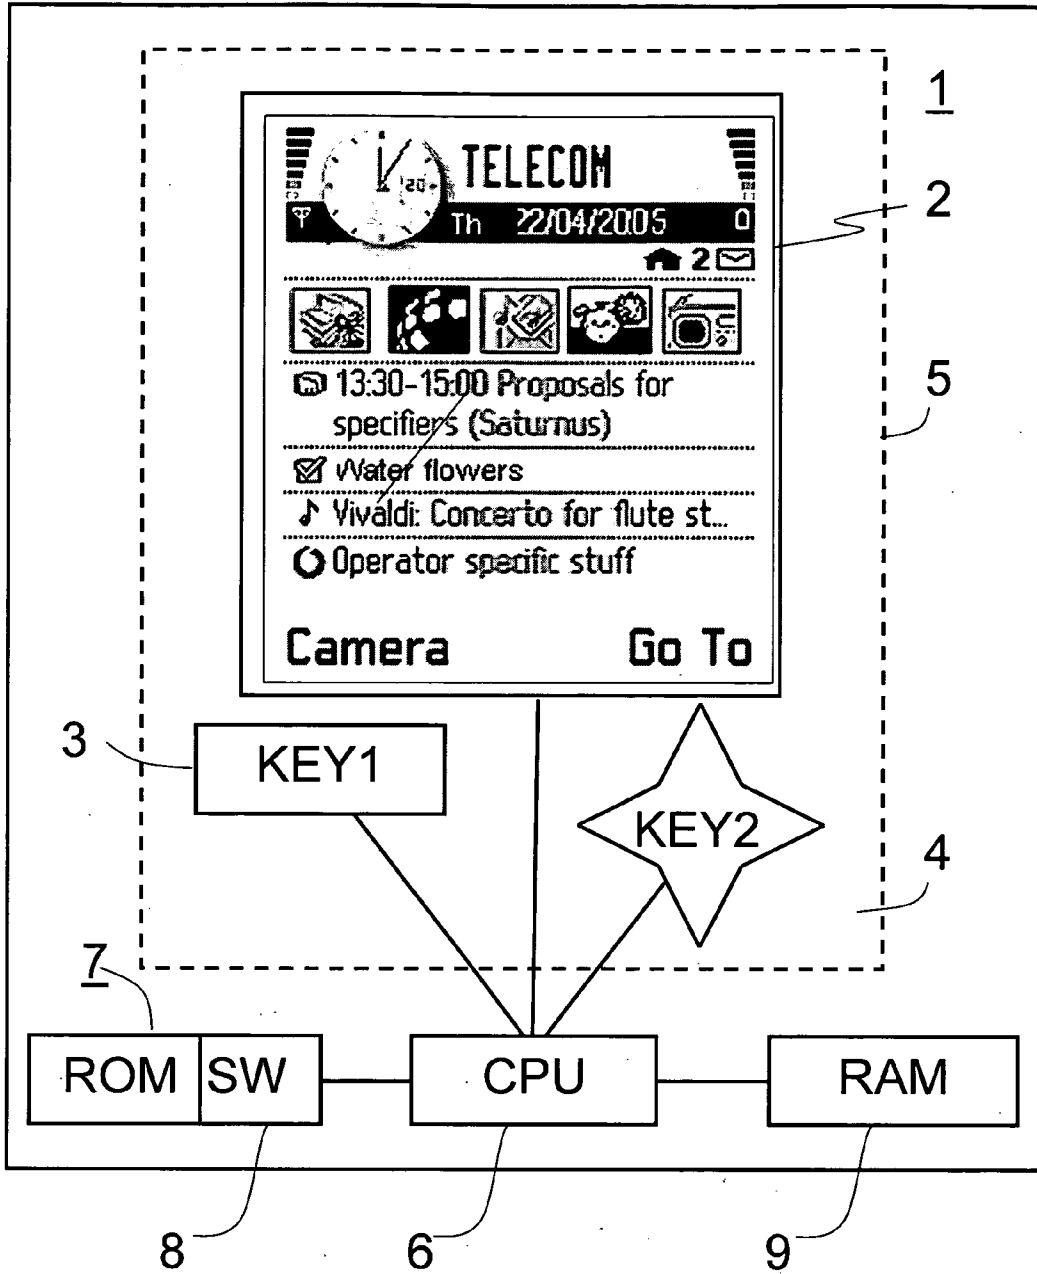 1
TELECOM
20
Th 22/04/2005
2
2
13:30-15:00 Proposals for
specifiers (Saturnus)
5
Water flowers
Vivaldi: Concerto for flute st...
Operator specific stuff
Camera Go To
3
KEY1
KEY2
4
7
ROM SW CPU RAM
8 6 9